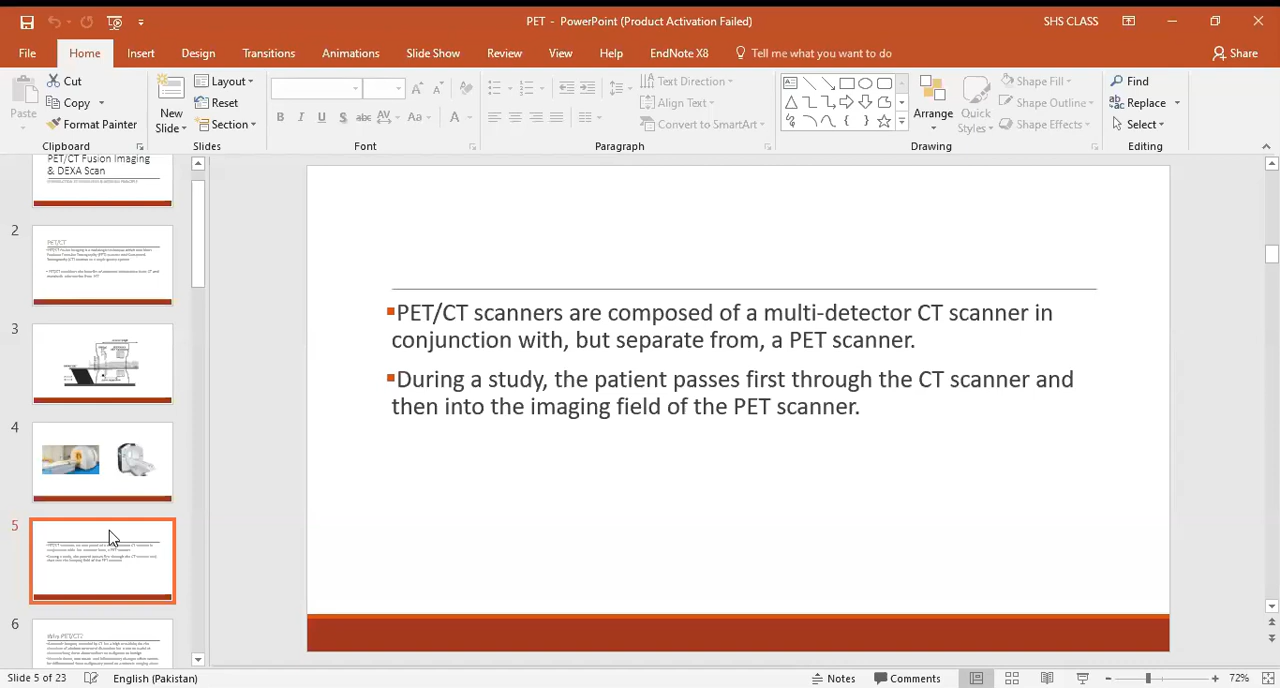 PET - PowerPoint (Product Activation Failed)
SHS CLASS
File Home Insert Design Transitions Animations Slide Show Review View Help EndNote X8 Tell me what you want to do Share
Paste
Cut
Copy
Format Painter
Clipboard
New Slide
Layout
Reset
Section
Slides
Font
Text Direction
Align Text
Convert to SmartArt
Paragraph
Arrange
Quick Styles
Shape Fill
Shape Outline
Shape Effects
Drawing
Find
Replace
Select
Editing
PET/CT Fusion Imaging
& DEXA Scan
2
PET/CT
3
4
5
6
Why PET/CT?
PET/CT scanners are composed of a multi-detector CT scanner in
conjunction with, but separate from, a PET scanner.
During a study, the patient passes first through the CT scanner and
then into the imaging field of the PET scanner.
Slide 5 of 23 English (Pakistan) Notes Comments 72%